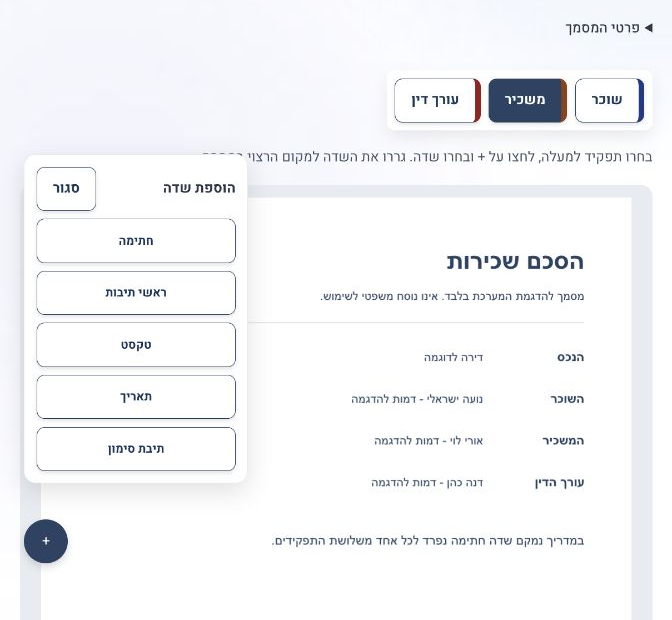 ◀ פרטי המסמך
שוכר
משכיר
עורך דין
בחרו תפקיד למעלה, לחצו על + ובחרו שדה. גררו את השדה למקום הרצוי
הוספת שדה
סגור
חתימה
ראשי תיבות
טקסט
תאריך
תיבת סימון
+
הסכם שכירות
מסמך להדגמת המערכת בלבד. אינו נוסח משפטי לשימוש.
הנכס דירה לדוגמה
השוכר נועה ישראלי - דמות להדגמה
המשכיר אורי לוי - דמות להדגמה
עורך הדין דנה כהן - דמות להדגמה
במדריך נמקם שדה חתימה נפרד לכל אחד משלושת התפקידים.